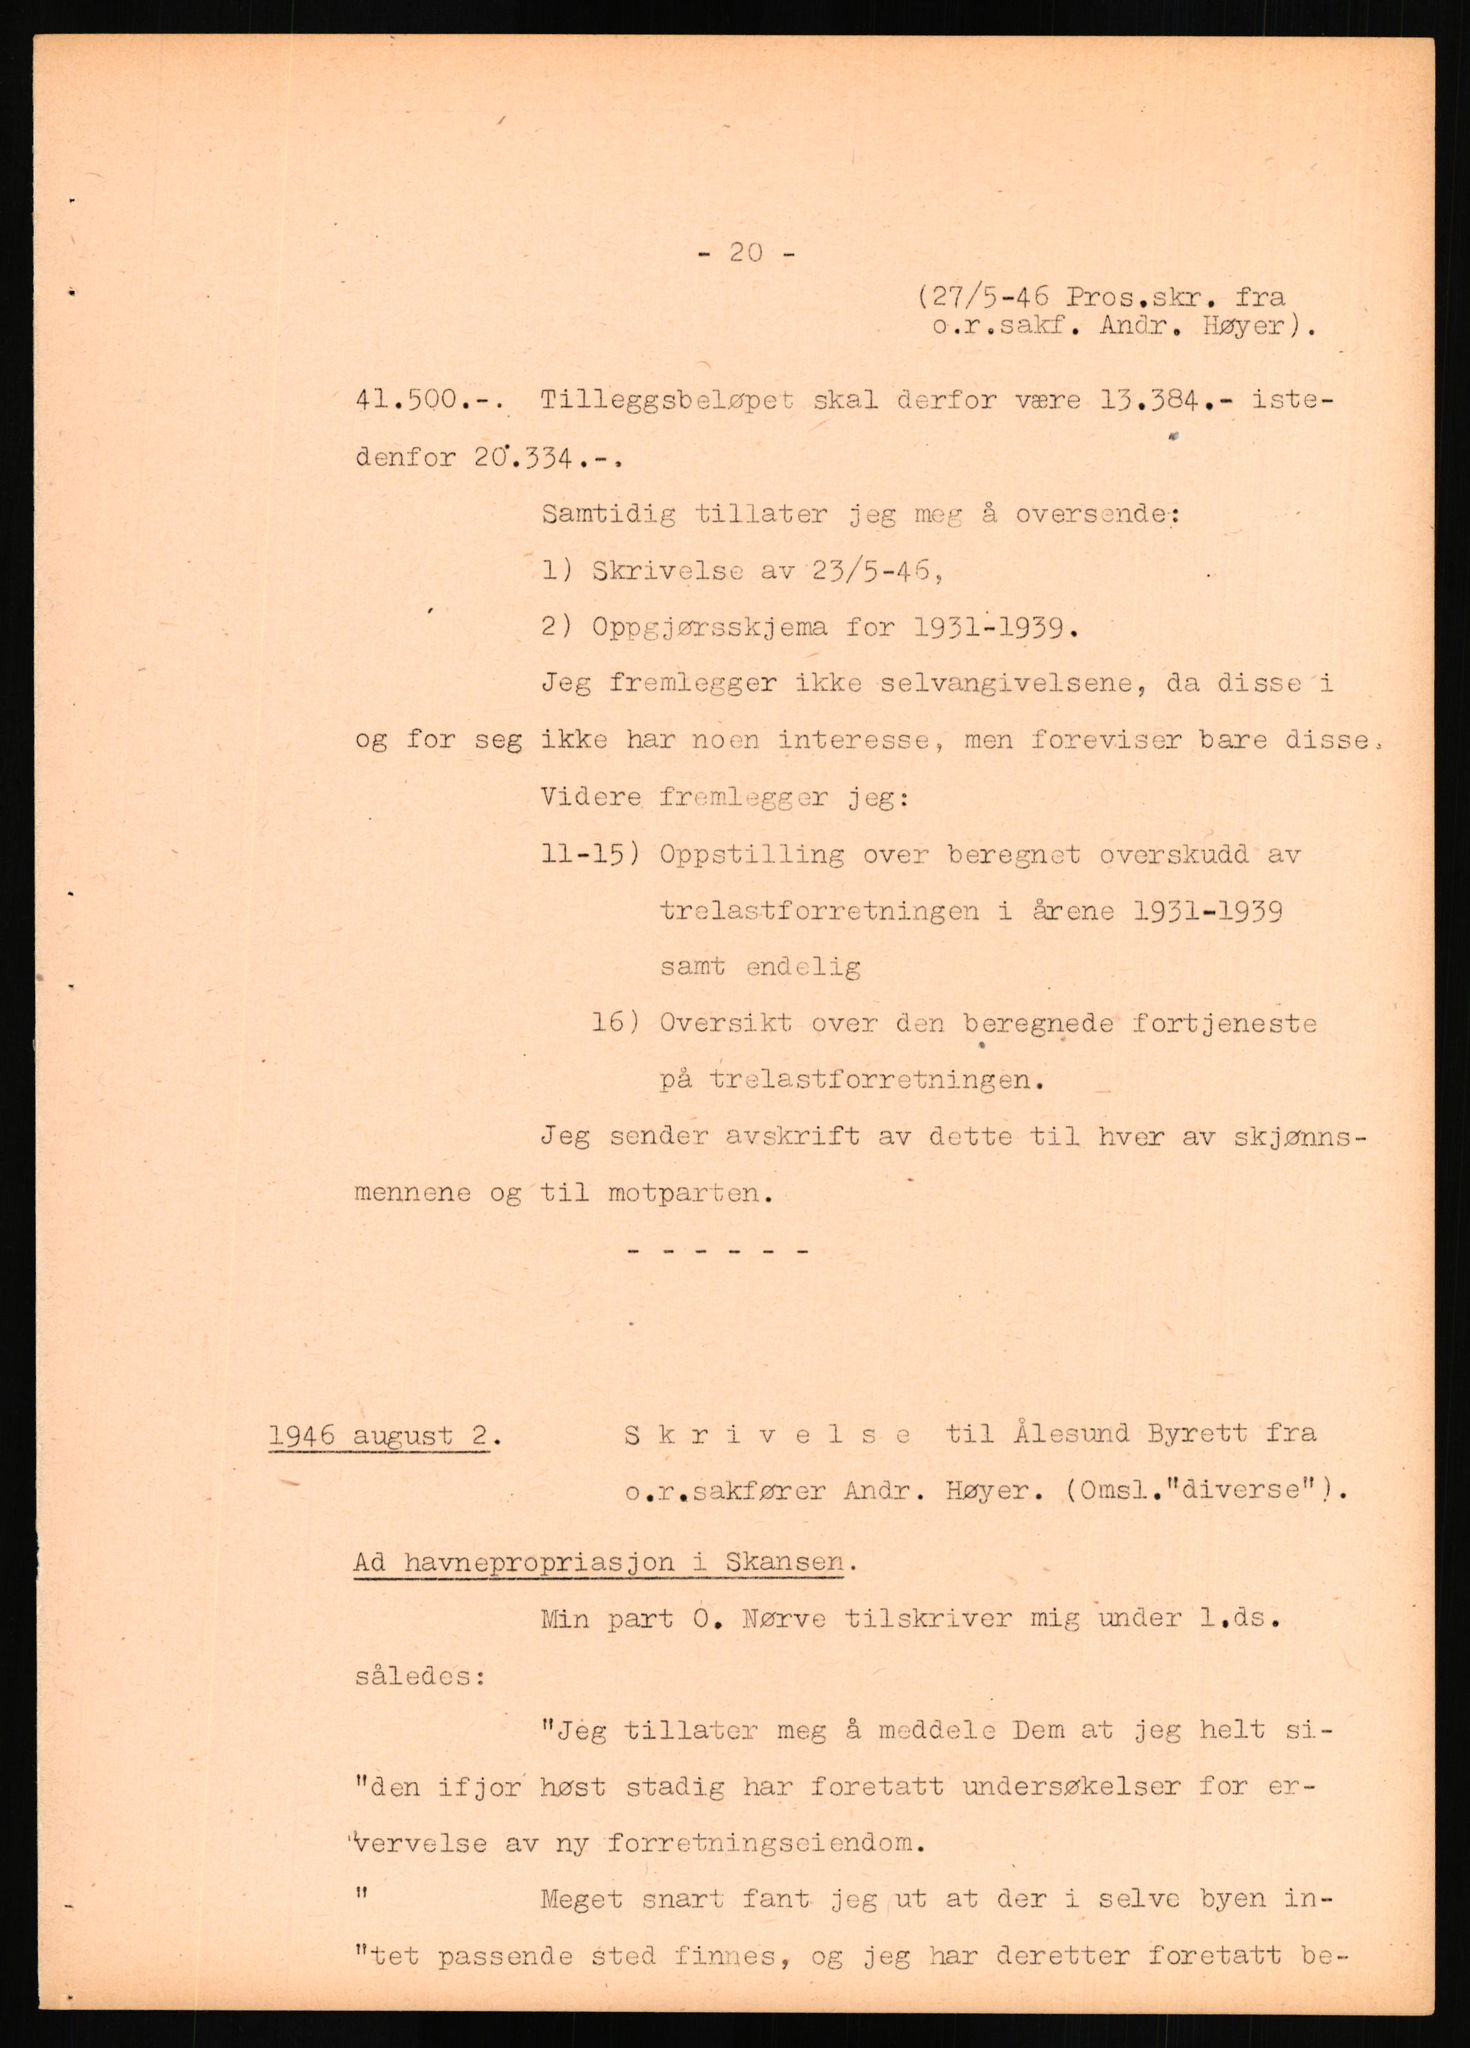 - 20 -
(27/5-46 Pros.skr. fra
o.r.sakf. Andr. Høyer).
41.500.-. Tilleggsbeløpet skal derfor være 13.384.- iste-
denfor 20.334.-.
Samtidig tillater jeg meg å oversende:
1) Skrivelse av 23/5-46,
2) Oppgjørsskjema for 1931-1939.
Jeg fremlegger ikke selvangivelsene, da disse i
og for seg ikke har noen interesse, men foreviser bare disse.
Videre fremlegger jeg:
11-15) Oppstilling over beregnet overskudd av
trelastforretningen i årene 1931-1939
samt endelig
16) Oversikt over den beregnede fortjeneste
på trelastforretningen.
Jeg sender avskrift av dette til hver av skjønns-
mennene og til motparten.
- - - - - -
1946 august 2. S k r i v e l s e til Ålesund Byrett fra
o.r.sakfører Andr. Høyer. (Omsl."diverse").
Ad havnepropriasjon i Skansen.
Min part O. Nørve tilskriver mig under 1.ds.
således:
"Jeg tillater meg å meddele Dem at jeg helt si-
"den ifjor høst stadig har foretatt undersøkelser for er-
"vervelse av ny forretningseiendom.
" Meget snart fant jeg ut at der i selve byen in-
"tet passende sted finnes, og jeg har deretter foretatt be-